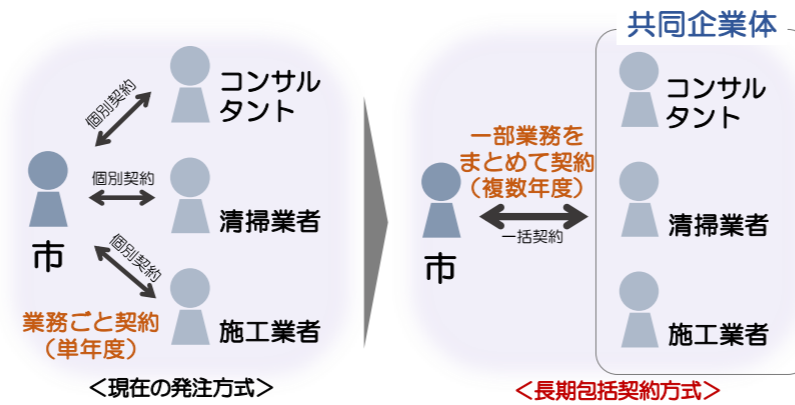 個別契約
コンサル
タント
個別契約
市
清掃業者
個別契約
業務ごと契約
（単年度）
施工業者
＜現在の発注方式＞
共同企業体
コンサル
タント
一部業務を
まとめて契約
（複数年度）
一括契約
市
清掃業者
施工業者
＜長期包括契約方式＞